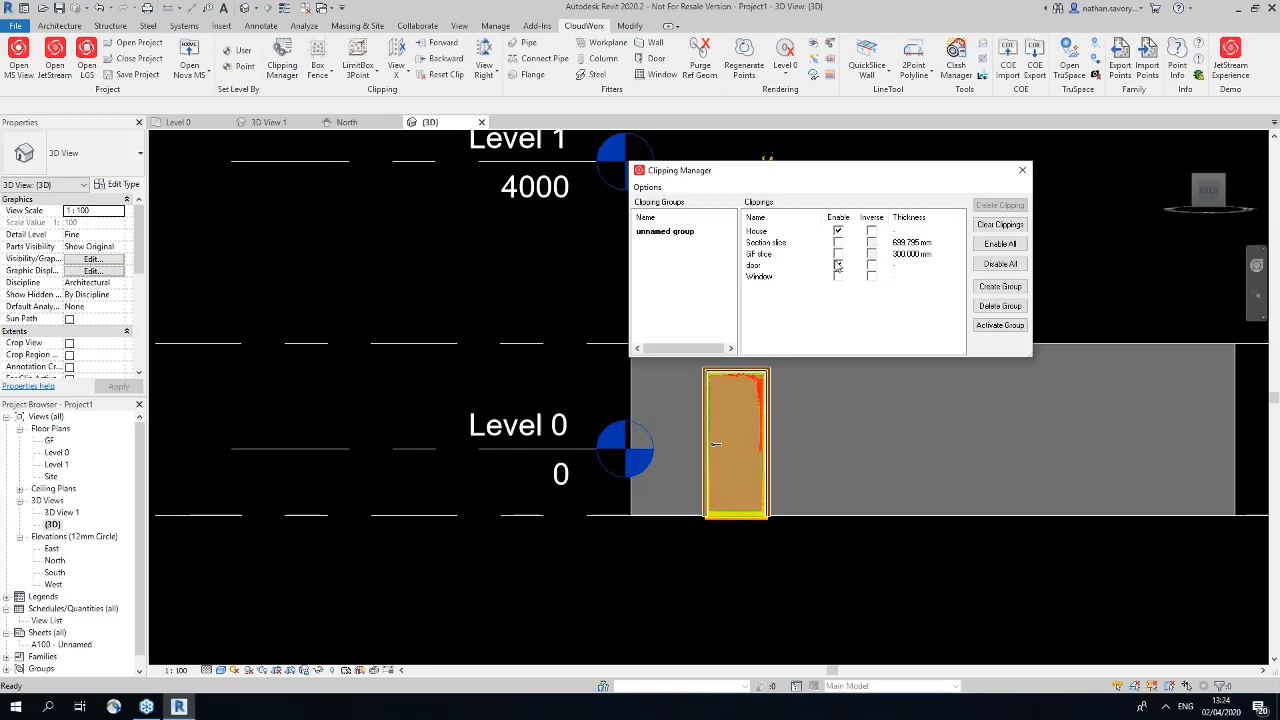 Autodesk Revit 2020.2 - Not For Resale Version - Project1 - 3D View: {3D}
nathan.savory...
File Architecture Structure Steel Systems Insert Annotate Analyze Massing & Site Collaborate View Manage Add-Ins CloudWorx Modify
Open MS View
Open JetStream
Open LGS
Open Project
Close Project
Save Project
Open Nova MS
User
Point
Clipping Manager
Box Fence
LimitBox 3Point
View X
Forward
Backward
Reset Clip
View Right
Pipe
Connect Pipe
Flange
Workplane
Column
Steel
Wall
Door
Window
Purge Ref Geom
Regenerate Points
Level 0
QuickSlice Wall
2Point Polyline
Clash Manager
COE Import
COE Export
Open TruSpace
Export Points
Import Points
Point Info
JetStream Experience
Project Set Level By Clipping Fitters Rendering LineTool Tools COE TruSpace Family Info Demo
Properties
Level 0 3D View 1 North {3D}
3D View
3D View: {3D} Edit Type
Graphics
View Scale 1 : 100
Scale Value 100
Detail Level Fine
Parts Visibility Show Original
Visibility/Grap... Edit...
Graphic Displ... Edit...
Discipline Architectural
Show Hidden ... By Discipline
Default Analy... None
Sun Path
Extents
Crop View
Crop Region ...
Annotation Cr...
Properties help Apply
Project Browser - Project1
Views (all)
Floor Plans
GF
Level 0
Level 1
Site
Ceiling Plans
3D Views
3D View 1
{3D}
Elevations (12mm Circle)
East
North
South
West
Legends
Schedules/Quantities (all)
View List
Sheets (all)
A100 - Unnamed
Families
Groups
Level 1
4000
Level 0
0
BACK
Clipping Manager
Options
Clipping Groups
Name
unnamed group
Clippings
Name Enable Inverse Thickness
House -
Section slice 699.795 mm
GF slice 300.000 mm
door -
Window -
Delete Clipping
Clear Clippings
Enable All
Disable All
Create Group
Delete Group
Activate Group
1 : 100
Ready
:0
Main Model
:0
ENG
13:24
02/04/2020
20